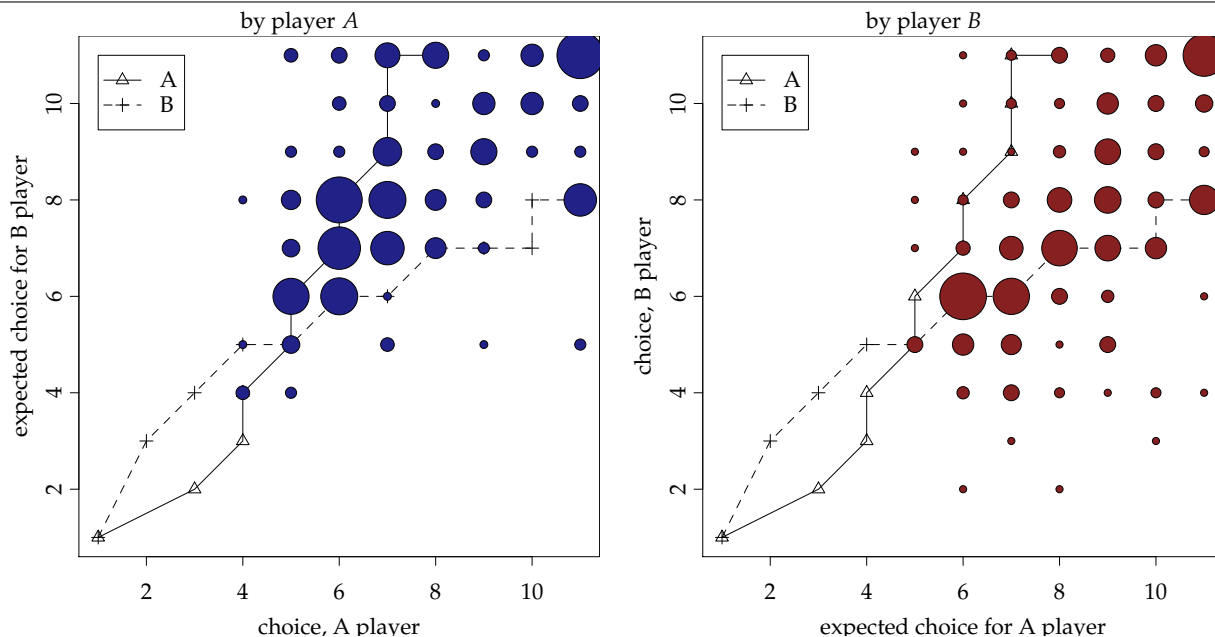 by player A
by player B
A
B
A
B
expected choice for B player
2 4 6 8 10
2 4 6 8 10
choice, A player
choice, B player
2 4 6 8 10
2 4 6 8 10
expected choice for A player